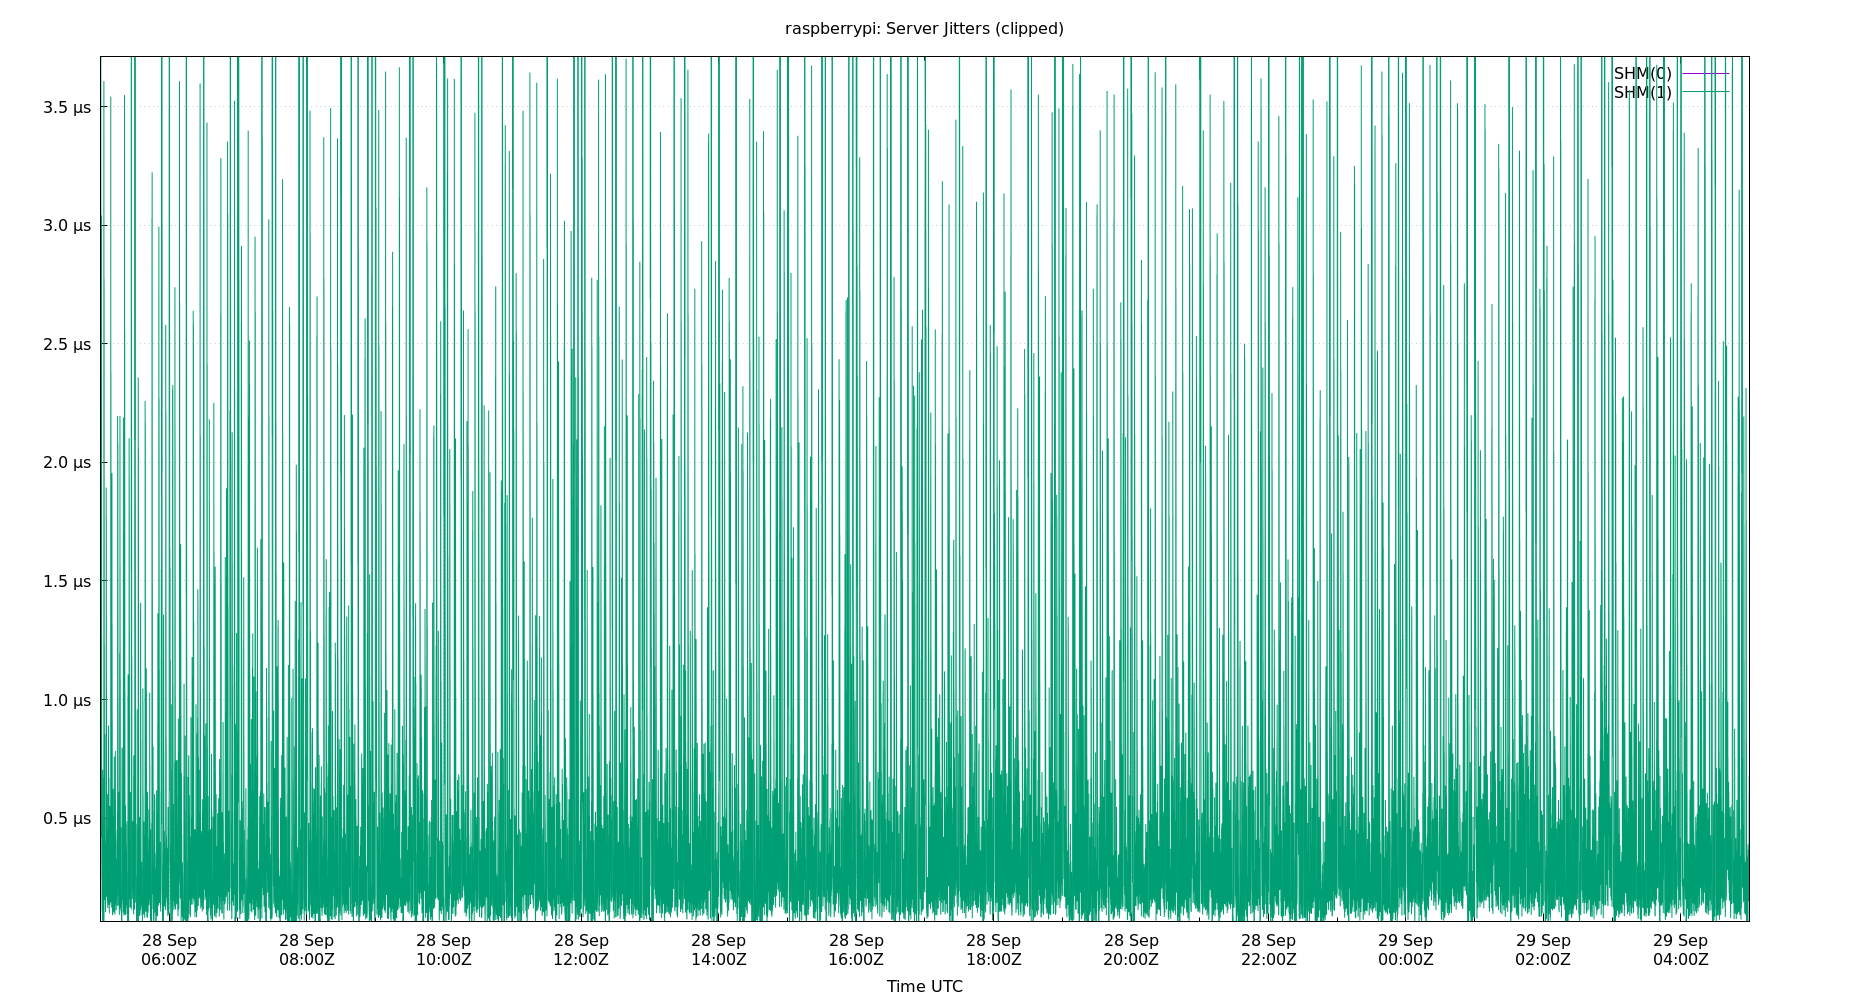 raspberrypi: Server Jitters (clipped)
SHM(0)
SHM(1)
3.5 µs
3.0 µs
2.5 µs
2.0 µs
1.5 µs
1.0 µs
0.5 µs
28 Sep 28 Sep 28 Sep 28 Sep 28 Sep 28 Sep 28 Sep 28 Sep 28 Sep 29 Sep 29 Sep 29 Sep
06:00Z 08:00Z 10:00Z 12:00Z 14:00Z 16:00Z 18:00Z 20:00Z 22:00Z 00:00Z 02:00Z 04:00Z
Time UTC